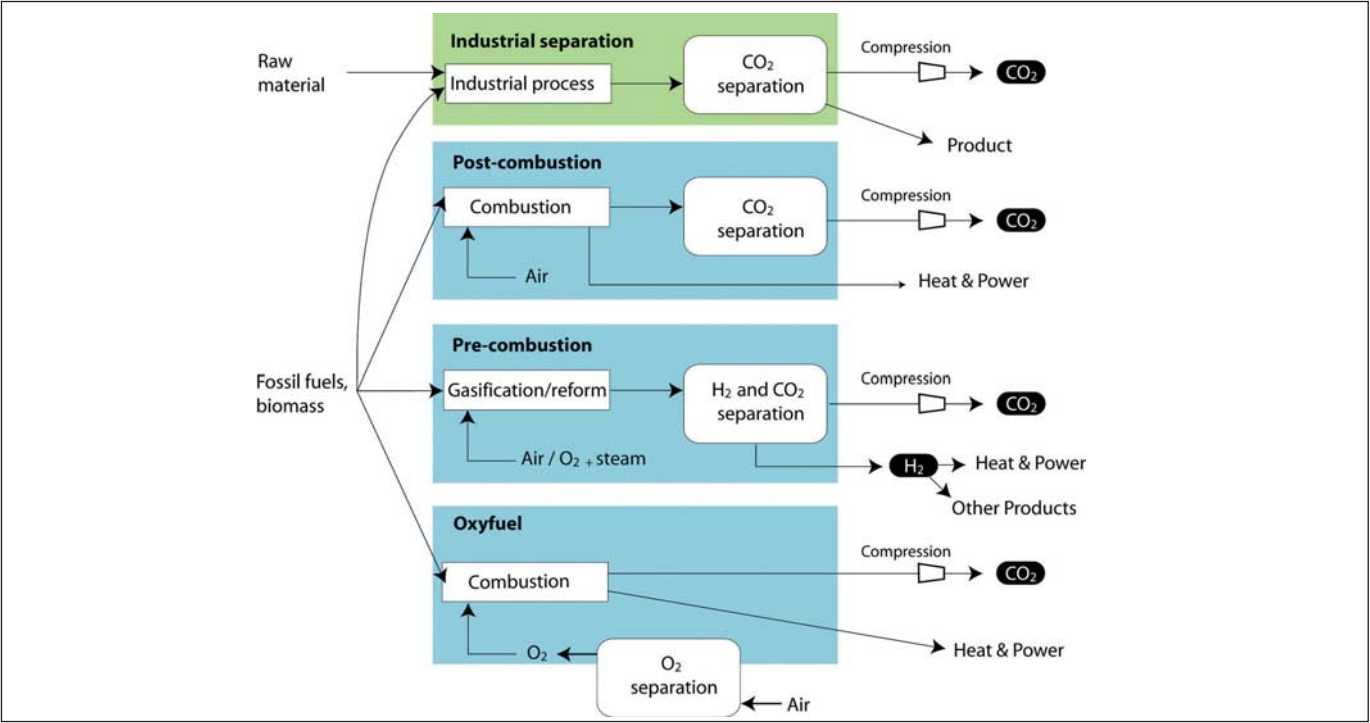 Industrial separation
Raw
material
Industrial process
CO₂
separation
Compression
CO₂
Product
Post-combustion
Combustion
CO₂
separation
Compression
CO₂
Air
Heat & Power
Pre-combustion
Fossil fuels,
biomass
Gasification/reform
H₂ and CO₂
separation
Compression
CO₂
Air / O₂ + steam
H₂
Heat & Power
Other Products
Oxyfuel
Combustion
Compression
CO₂
O₂
O₂
separation
Heat & Power
Air